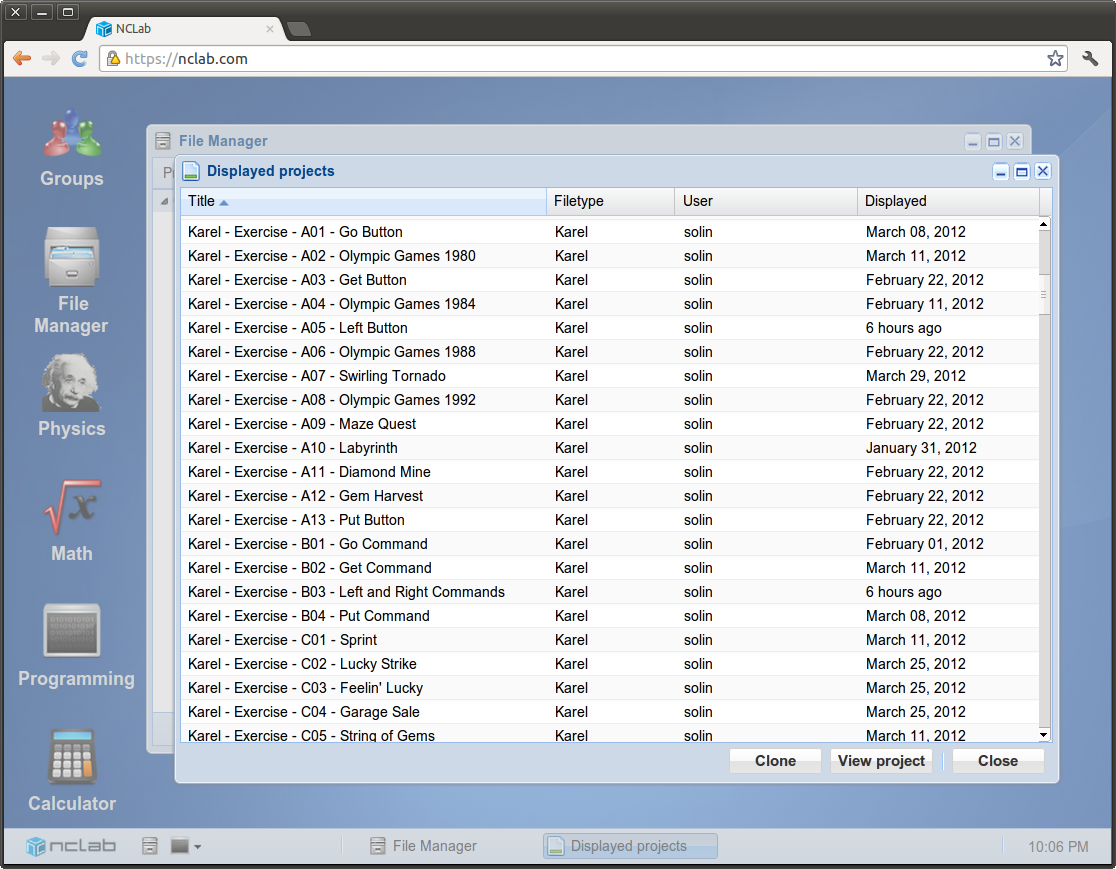 NCLab
https://nclab.com
Groups
File
Manager
Physics
Math
Programming
Calculator
File Manager
Displayed projects
Title Filetype User Displayed
Karel - Exercise - A01 - Go Button Karel solin March 08, 2012
Karel - Exercise - A02 - Olympic Games 1980 Karel solin March 11, 2012
Karel - Exercise - A03 - Get Button Karel solin February 22, 2012
Karel - Exercise - A04 - Olympic Games 1984 Karel solin February 11, 2012
Karel - Exercise - A05 - Left Button Karel solin 6 hours ago
Karel - Exercise - A06 - Olympic Games 1988 Karel solin February 22, 2012
Karel - Exercise - A07 - Swirling Tornado Karel solin March 29, 2012
Karel - Exercise - A08 - Olympic Games 1992 Karel solin February 22, 2012
Karel - Exercise - A09 - Maze Quest Karel solin February 22, 2012
Karel - Exercise - A10 - Labyrinth Karel solin January 31, 2012
Karel - Exercise - A11 - Diamond Mine Karel solin February 22, 2012
Karel - Exercise - A12 - Gem Harvest Karel solin February 22, 2012
Karel - Exercise - A13 - Put Button Karel solin February 22, 2012
Karel - Exercise - B01 - Go Command Karel solin February 01, 2012
Karel - Exercise - B02 - Get Command Karel solin March 11, 2012
Karel - Exercise - B03 - Left and Right Commands Karel solin 6 hours ago
Karel - Exercise - B04 - Put Command Karel solin March 08, 2012
Karel - Exercise - C01 - Sprint Karel solin March 11, 2012
Karel - Exercise - C02 - Lucky Strike Karel solin March 25, 2012
Karel - Exercise - C03 - Feelin' Lucky Karel solin March 25, 2012
Karel - Exercise - C04 - Garage Sale Karel solin March 25, 2012
Karel - Exercise - C05 - String of Gems Karel solin March 11, 2012
Clone View project Close
nclab File Manager Displayed projects 10:06 PM